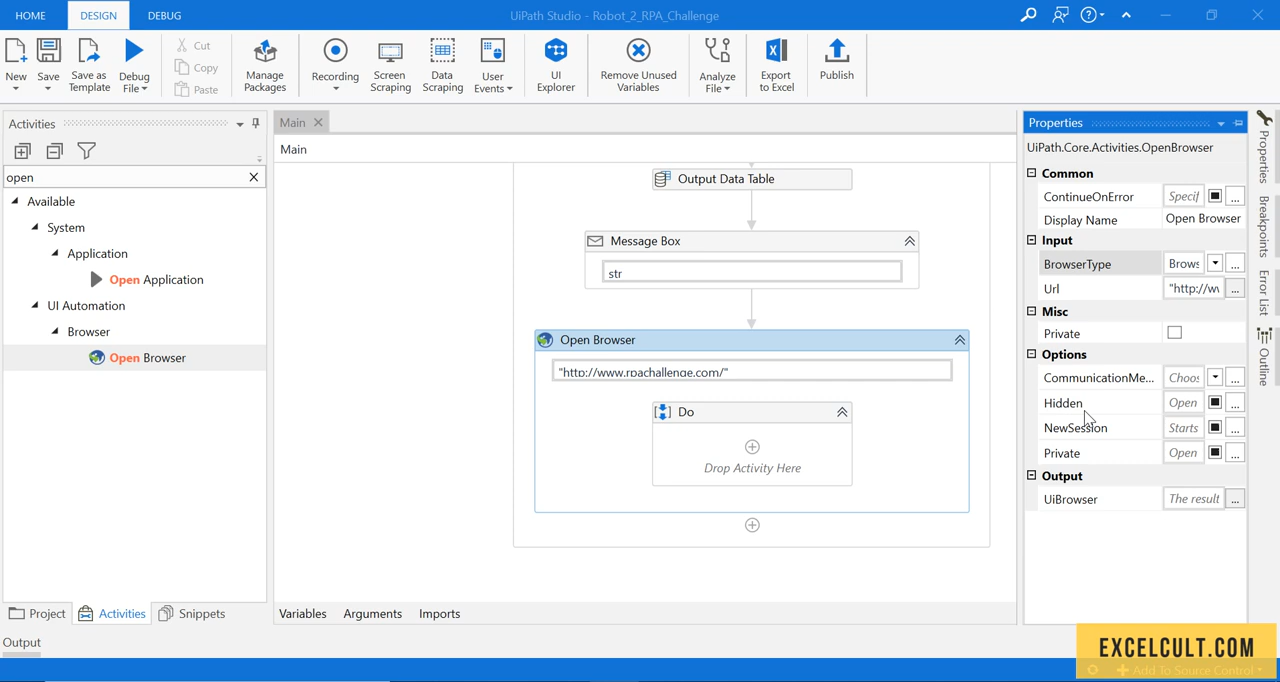 HOME DESIGN DEBUG UiPath Studio - Robot_2_RPA_Challenge
New Save Save as Template Debug File Cut Copy Paste Manage Packages Recording Screen Scraping Data Scraping User Events UI Explorer Remove Unused Variables Analyze File Export to Excel Publish
Activities
open
Available
System
Application
Open Application
UI Automation
Browser
Open Browser
Project Activities Snippets
Output
Main
Main
Output Data Table
Message Box
str
Open Browser
"http://www.rpachallenge.com/"
Do
Drop Activity Here
Variables Arguments Imports
Properties
UiPath.Core.Activities.OpenBrowser
Common
ContinueOnError Specif ...
Display Name Open Browser
Input
BrowserType Brows ...
Url "http://w ...
Misc
Private
Options
CommunicationMe... Choos ...
Hidden Open ...
NewSession Starts ...
Private Open ...
Output
UiBrowser The result ...
Properties
Breakpoints
Error List
Outline
EXCELCULT.COM
Add To Source Control